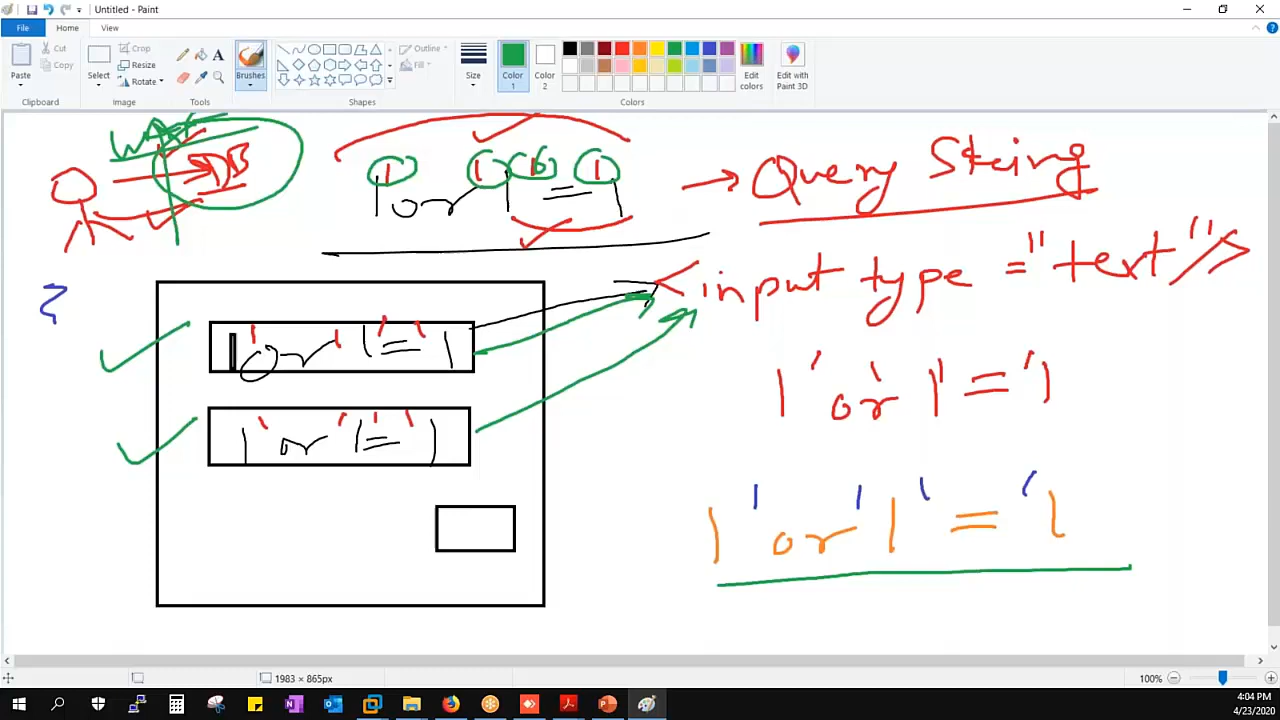 Untitled - Paint
File
Home
View
Paste
Cut
Copy
Clipboard
Select
Crop
Resize
Rotate
Image
A
Tools
Brushes
Outline
Fill
Shapes
Size
Color 1
Color 2
Edit colors
Edit with Paint 3D
Colors
DB
1' or '1'='1
→ Query String
<input type ="text"/>
1' or '1'='1
1' or '1'='1
1' or 1'='1
1' or '1'='1
1983 × 865px
100%
4:04 PM
4/23/2020